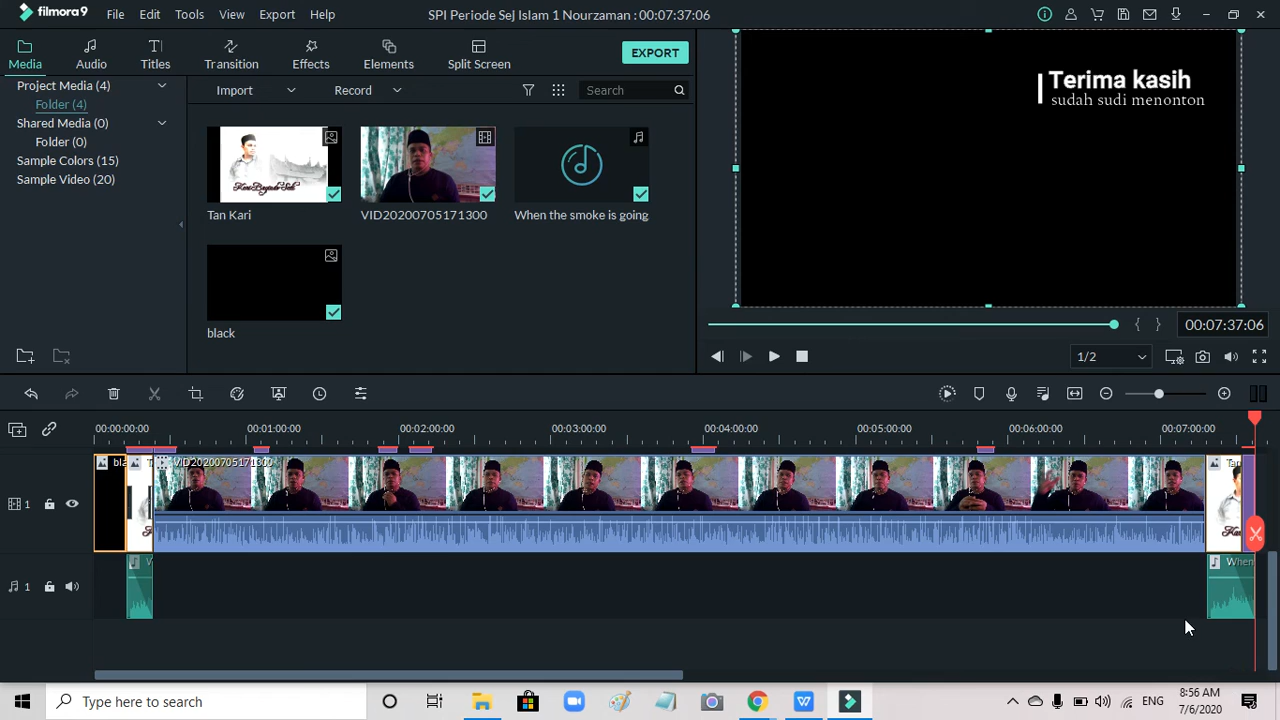 filmora9
File Edit Tools View Export Help
SPI Periode Sej Islam 1 Nourzaman : 00:07:37:06
Media Audio Titles Transition Effects Elements Split Screen
EXPORT
Project Media (4)
Folder (4)
Shared Media (0)
Folder (0)
Sample Colors (15)
Sample Video (20)
Import Record Search
Tan Kari
VID20200705171300
When the smoke is going
black
Terima kasih
sudah sudi menonton
00:07:37:06
1/2
00:00:00:00 00:01:00:00 00:02:00:00 00:03:00:00 00:04:00:00 00:05:00:00 00:06:00:00 00:07:00:00
VID20200705171300
1
1
When
Type here to search
ENG
8:56 AM
7/6/2020